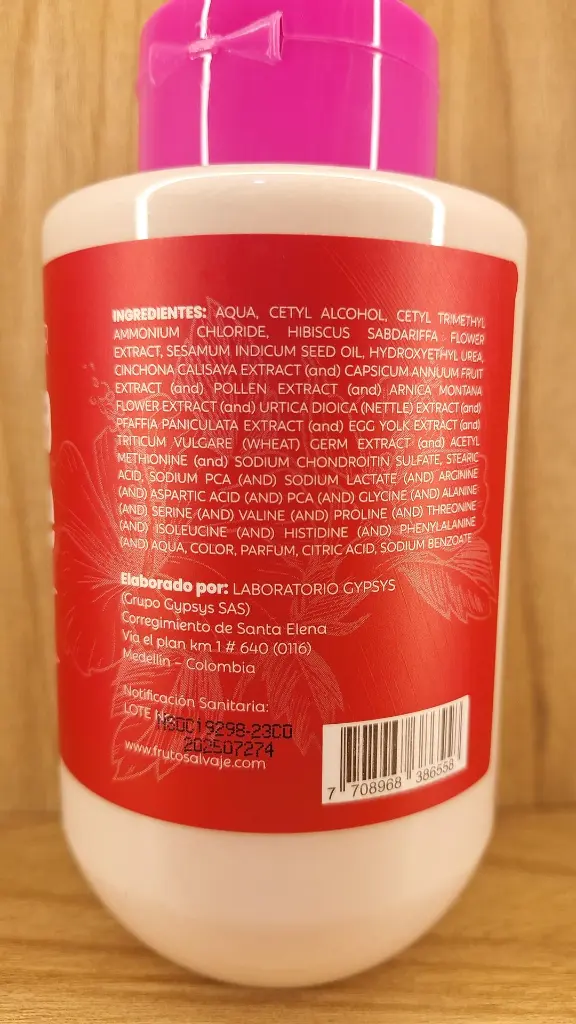 INGREDIENTES: AQUA, CETYL ALCOHOL, CETYL TRIMETHYL
AMMONIUM CHLORIDE, HIBISCUS SABDARIFFA FLOWER
EXTRACT, SESAMUM INDICUM SEED OIL, HYDROXYETHYL UREA,
CINCHONA CALISAYA EXTRACT (and) CAPSICUM ANNUUM FRUIT
EXTRACT (and) POLLEN EXTRACT (and) ARNICA MONTANA
FLOWER EXTRACT (and) URTICA DIOICA (NETTLE) EXTRACT (and)
PFAFFIA PANICULATA EXTRACT (and) EGG YOLK EXTRACT (and)
TRITICUM VULGARE (WHEAT) GERM EXTRACT (and) ACETYL
METHIONINE (and) SODIUM CHONDROITIN SULFATE, STEARIC
ACID, SODIUM PCA (AND) SODIUM LACTATE (AND) ARGININE
(AND) ASPARTIC ACID (AND) PCA (AND) GLYCINE (AND) ALANINE
(AND) SERINE (AND) VALINE (AND) PROLINE (AND) THREONINE
(AND) ISOLEUCINE (AND) HISTIDINE (AND) PHENYLALANINE
(AND) AQUA, COLOR, PARFUM, CITRIC ACID, SODIUM BENZOATE
Elaborado por: LABORATORIO GYPSYS
(Grupo Gypsys SAS)
Corregimiento de Santa Elena
Via el plan km 1 # 640 (0116)
Medellín - Colombia
Notificación Sanitaria:
NSOC19298-23CO
LOTE
202507274
www.frutosalvaje.com
7 708968 386558